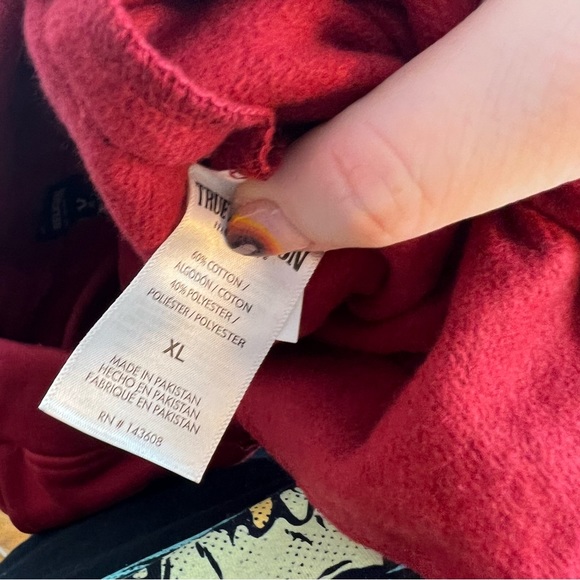 TRUE
60% COTTON /
ALGODÓN / COTON
40% POLYESTER /
POLIÉSTER / POLYESTER
XL
MADE IN PAKISTAN
HECHO EN PAKISTAN
FABRIQUÉ EN PAKISTAN
RN # 143608